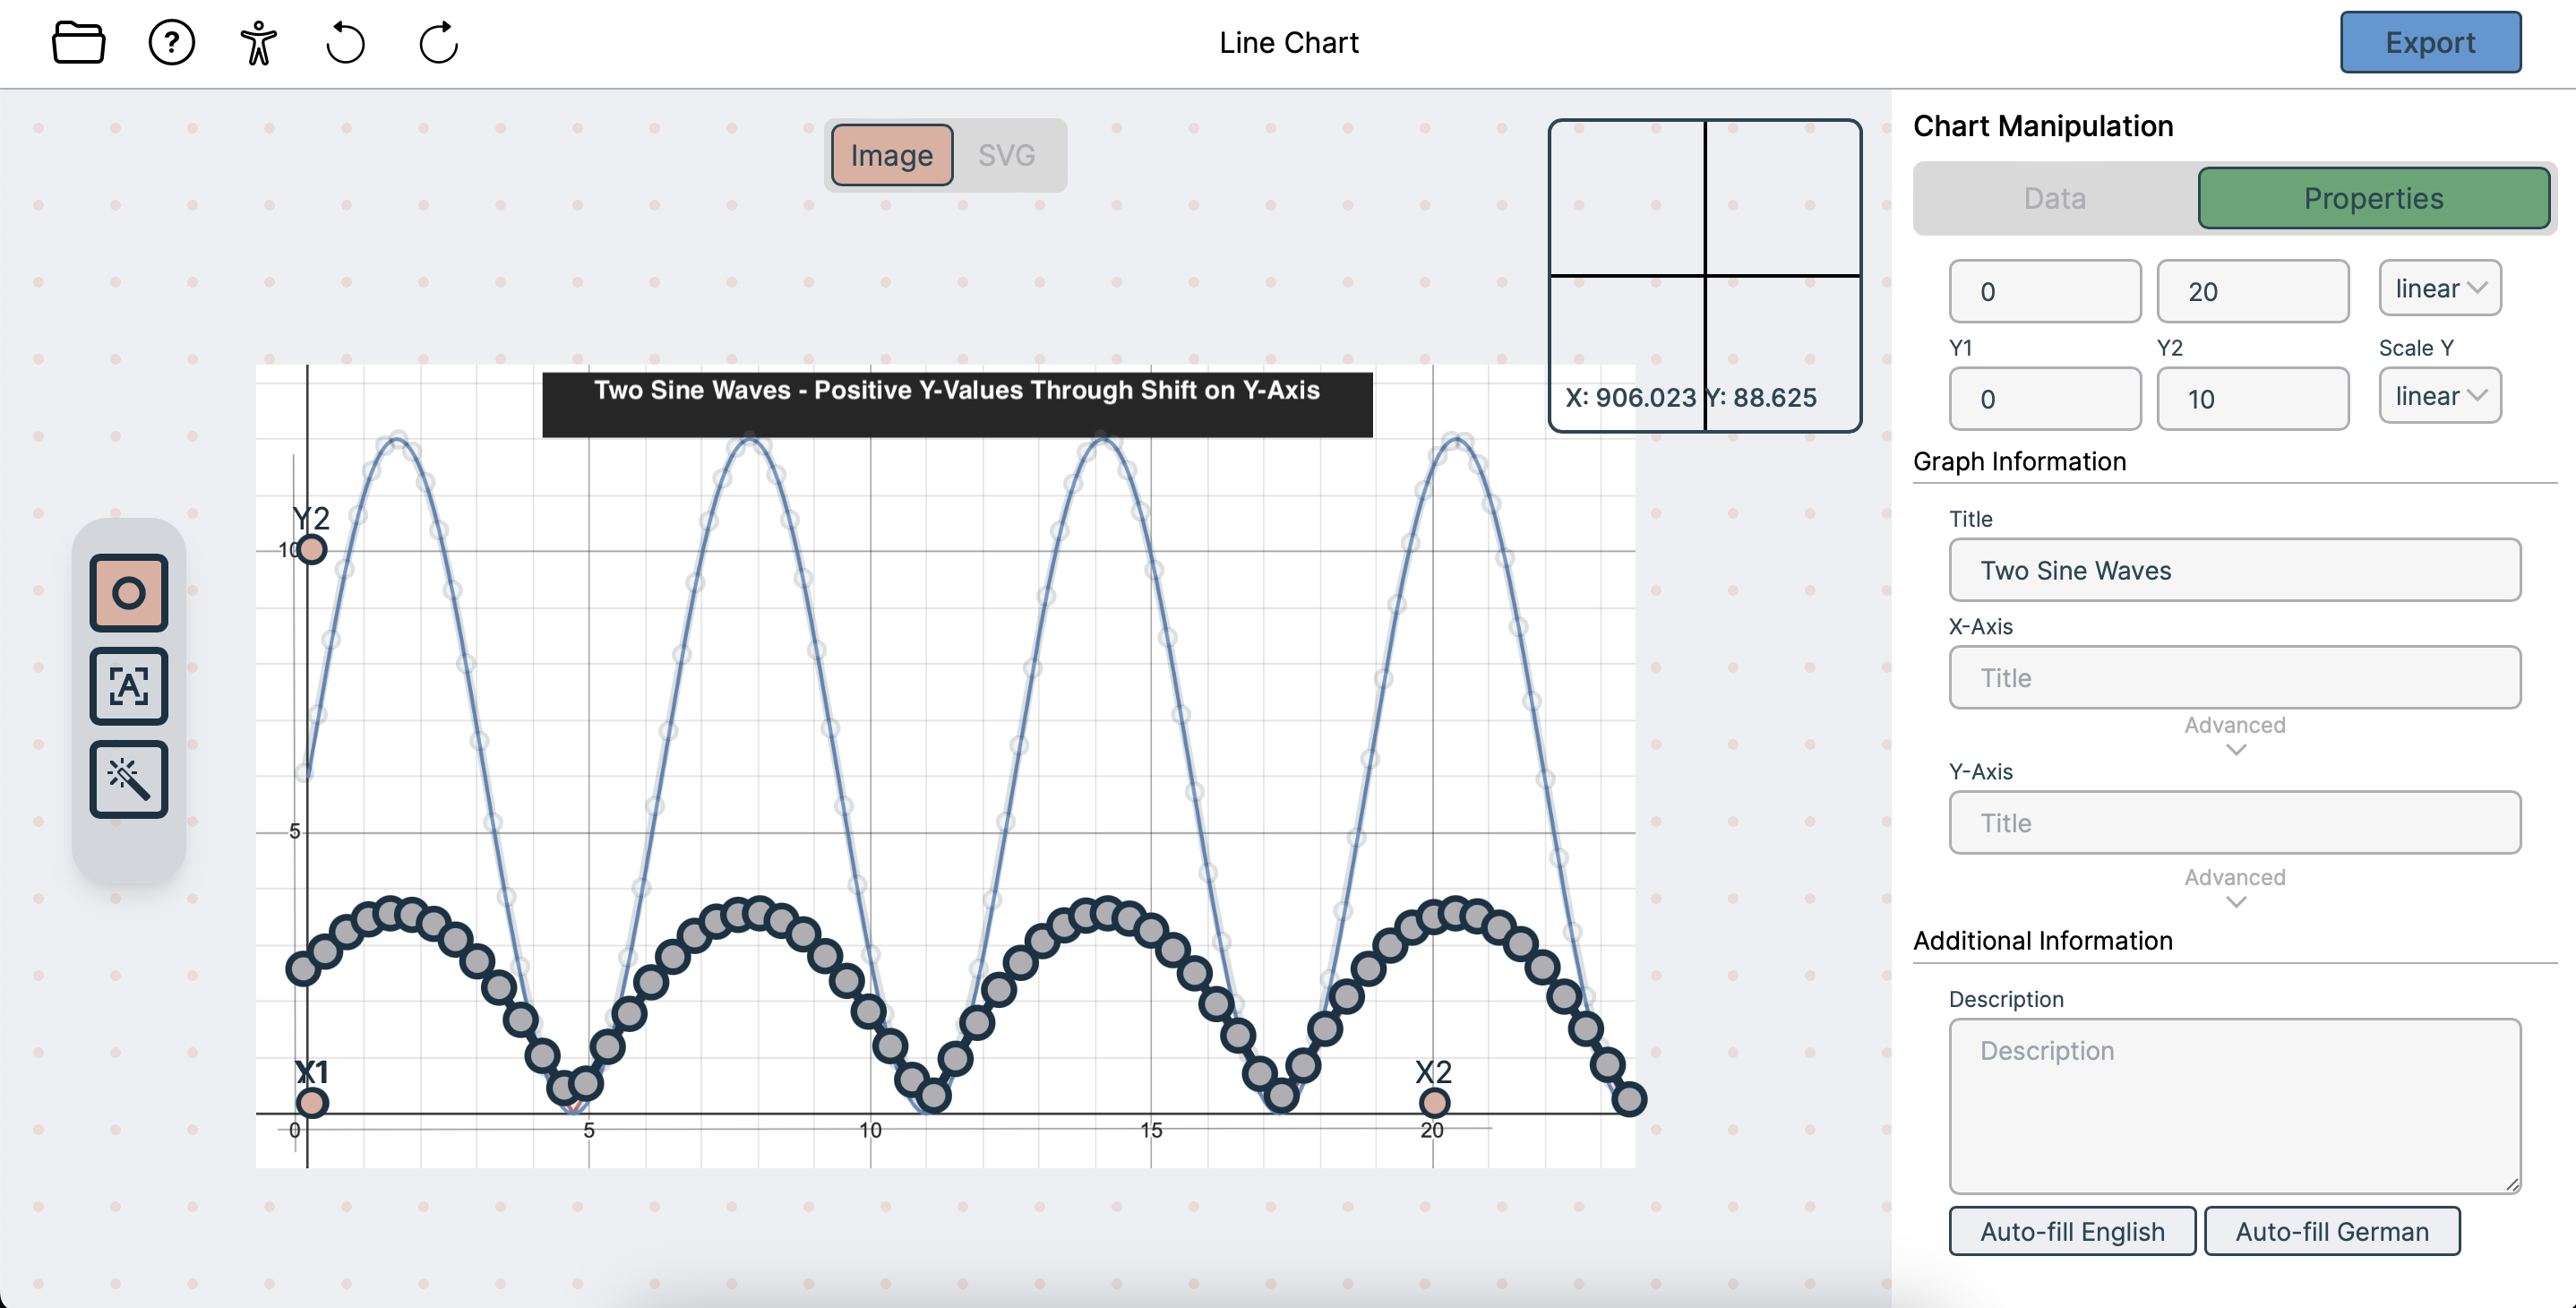 Line Chart
Export
Image SVG
X: 906.023 Y: 88.625
Chart Manipulation
Data Properties
0 20 linear
Y1 Y2 Scale Y
0 10 linear
Graph Information
Title
Two Sine Waves
X-Axis
Title
Advanced
Y-Axis
Title
Advanced
Additional Information
Description
Description
Auto-fill English Auto-fill German
Two Sine Waves - Positive Y-Values Through Shift on Y-Axis
Y2
10
5
X1 X2
0 5 10 15 20
?
A